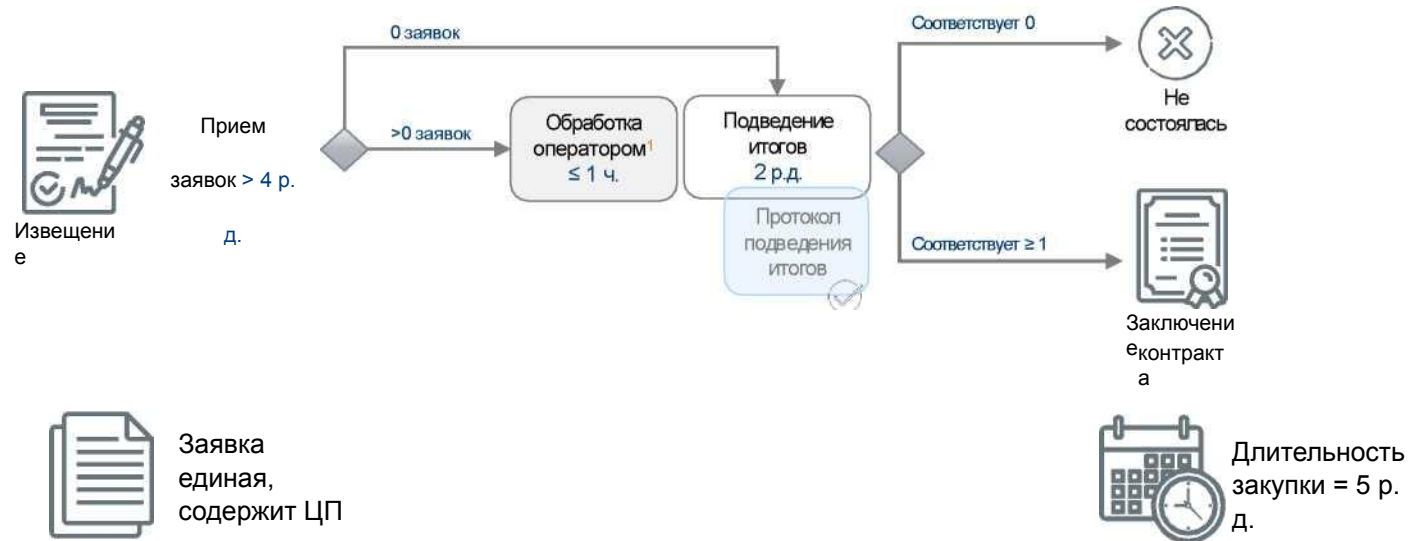 0 заявок
Соответствует 0
Не
состоялась
Прием
заявок > 4 р.
д.
>0 заявок
Обработка
оператором¹
≤ 1 ч.
Подведение
итогов
2 р.д.
Протокол
подведения
итогов
Извещени
е
Соответствует ≥ 1
Заключени
еконтракт
а
Заявка
единая,
содержит ЦП
Длительность
закупки = 5 р.
д.